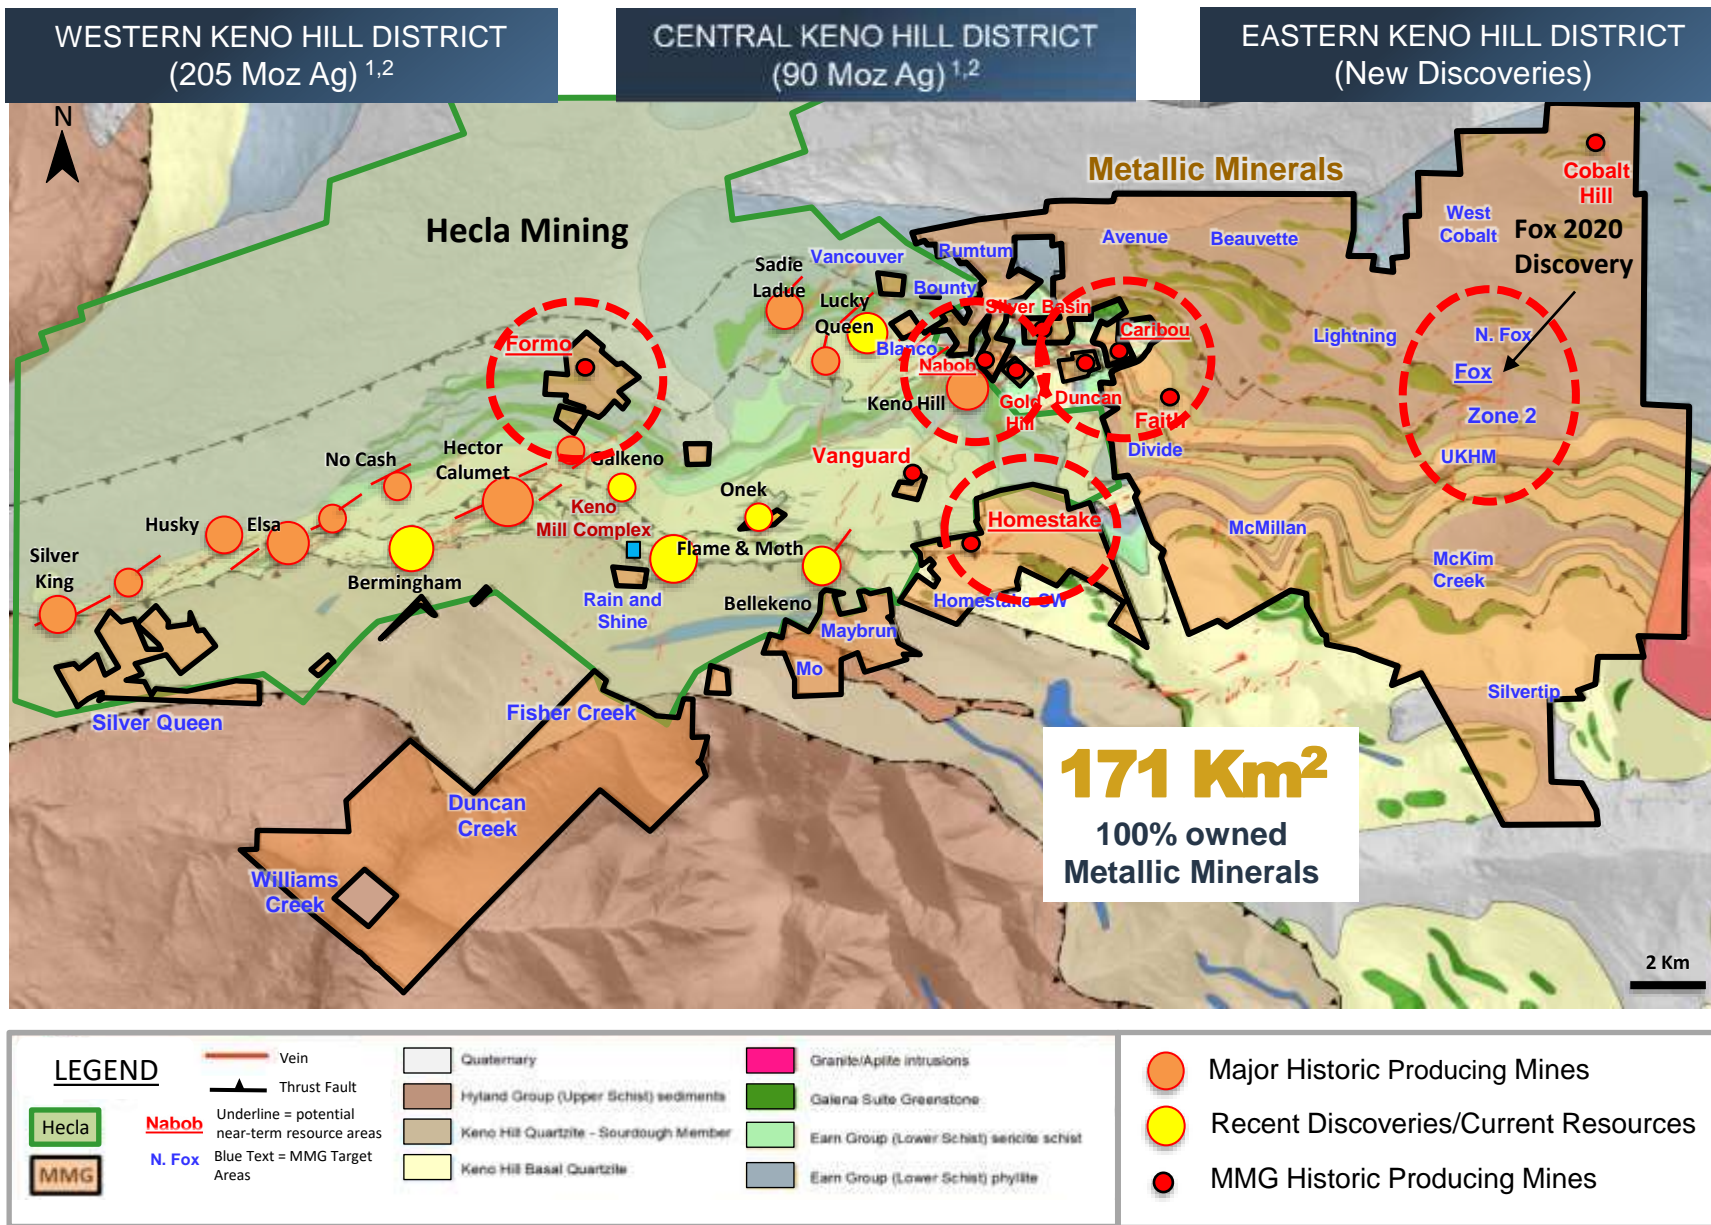 WESTERN KENO HILL DISTRICT
(205 Moz Ag) 1,2
CENTRAL KENO HILL DISTRICT
(90 Moz Ag) 1,2
EASTERN KENO HILL DISTRICT
(New Discoveries)
N
Hecla Mining
Metallic Minerals
Cobalt
Hill
West
Cobalt
Fox 2020
Discovery
Avenue
Beauvette
Rumtum
Vancouver
Bounty
Sadie
Ladue
Lucky
Queen
Silver Basin
Caribou
Blanco
Nabob
Formo
Lightning
N. Fox
Fox
Zone 2
UKHM
Keno Hill
Gold
Hill
Duncan
Faith
Divide
Hector
Calumet
No Cash
Galkeno
Vanguard
Onek
Keno
Mill Complex
Homestake
McMillan
Husky
Elsa
Silver
King
Bermingham
Flame & Moth
McKim
Creek
Rain and
Shine
Bellekeno
Homestake SW
Maybrun
Mo
Silvertip
Silver Queen
Fisher Creek
Duncan
Creek
Williams
Creek
171 Km2
100% owned
Metallic Minerals
2 Km
LEGEND
Hecla
MMG
Vein
Thrust Fault
Nabob
Underline = potential
near-term resource areas
N. Fox
Blue Text = MMG Target
Areas
Quaternary
Hyland Group (Upper Schist) sediments
Keno Hill Quartzite - Sourdough Member
Keno Hill Basal Quartzite
Granite/Aplite intrusions
Galena Suite Greenstone
Earn Group (Lower Schist) sericite schist
Earn Group (Lower Schist) phyllite
Major Historic Producing Mines
Recent Discoveries/Current Resources
MMG Historic Producing Mines